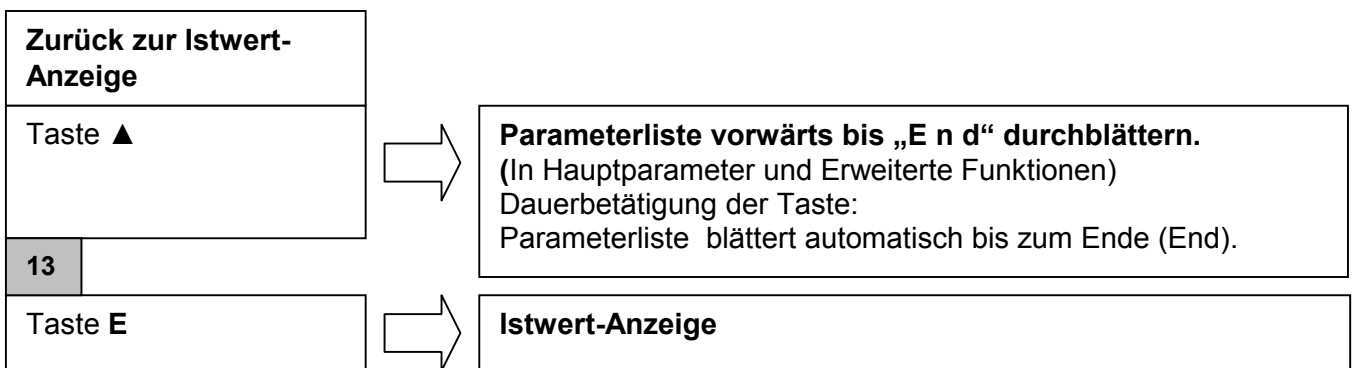 Zurück zur Istwert-
Anzeige
Taste ▲
Parameterliste vorwärts bis „E n d“ durchblättern.
(In Hauptparameter und Erweiterte Funktionen)
Dauerbetätigung der Taste:
Parameterliste blättert automatisch bis zum Ende (End).
13
Taste E
Istwert-Anzeige